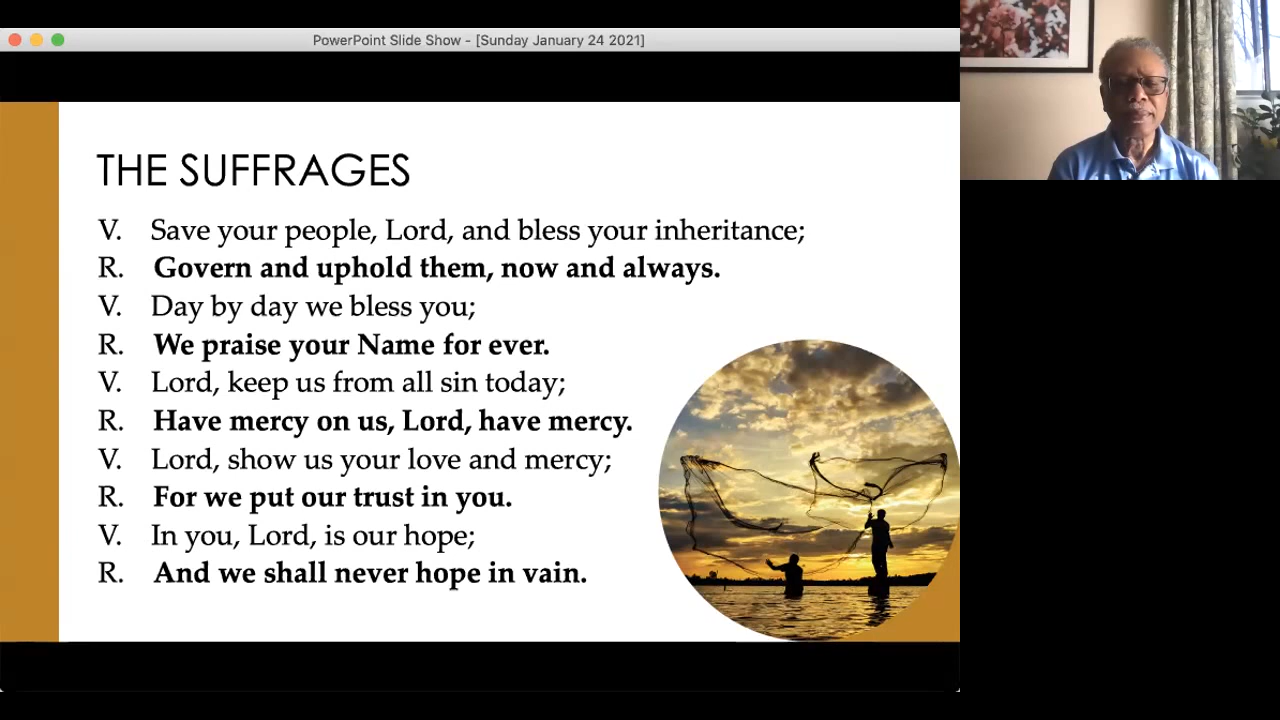 PowerPoint Slide Show - [Sunday January 24 2021]
THE SUFFRAGES
V. Save your people, Lord, and bless your inheritance;
R. Govern and uphold them, now and always.
V. Day by day we bless you;
R. We praise your Name for ever.
V. Lord, keep us from all sin today;
R. Have mercy on us, Lord, have mercy.
V. Lord, show us your love and mercy;
R. For we put our trust in you.
V. In you, Lord, is our hope;
R. And we shall never hope in vain.